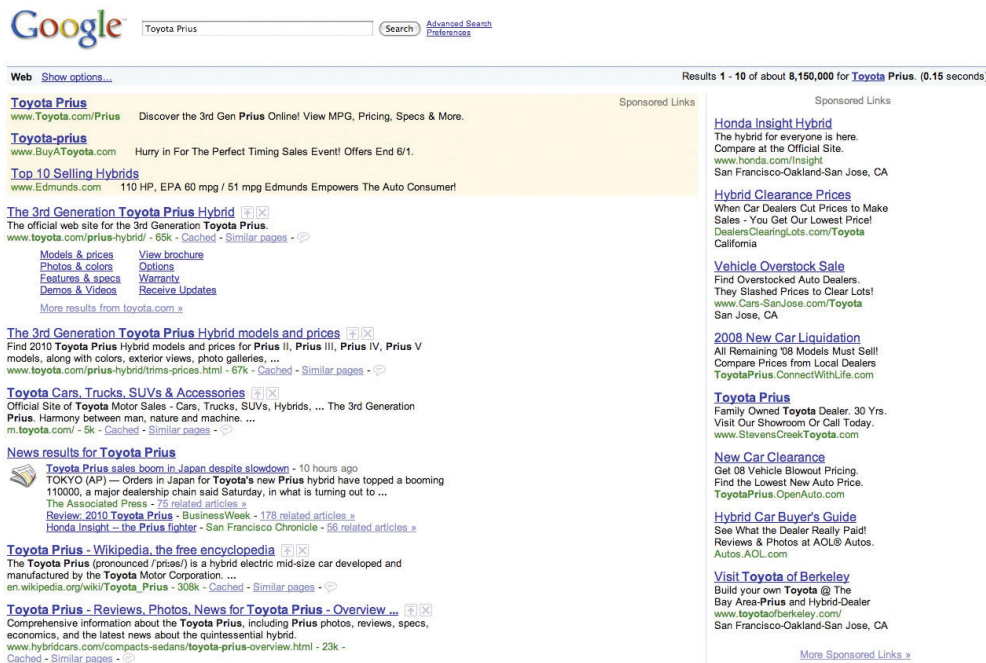 Google
Toyota Prius
Search
Advanced Search
Preferences
Web Show options...
Results 1 - 10 of about 8,150,000 for Toyota Prius. (0.15 seconds)
Toyota Prius
Sponsored Links
www.Toyota.com/Prius Discover the 3rd Gen Prius Online! View MPG, Pricing, Specs & More.
Toyota-prius
www.BuyAToyota.com Hurry in For The Perfect Timing Sales Event! Offers End 6/1.
Top 10 Selling Hybrids
www.Edmunds.com 110 HP, EPA 60 mpg / 51 mpg Edmunds Empowers The Auto Consumer!
The 3rd Generation Toyota Prius Hybrid
The official web site for the 3rd Generation Toyota Prius.
www.toyota.com/prius-hybrid/ - 65k - Cached - Similar pages -
Models & prices View brochure
Photos & colors Options
Features & specs Warranty
Demos & Videos Receive Updates
More results from toyota.com »
The 3rd Generation Toyota Prius Hybrid models and prices
Find 2010 Toyota Prius Hybrid models and prices for Prius II, Prius III, Prius IV, Prius V
models, along with colors, exterior views, photo galleries, ...
www.toyota.com/prius-hybrid/trims-prices.html - 67k - Cached - Similar pages -
Toyota Cars, Trucks, SUVs & Accessories
Official Site of Toyota Motor Sales - Cars, Trucks, SUVs, Hybrids, ... The 3rd Generation
Prius. Harmony between man, nature and machine. ...
m.toyota.com/ - 5k - Cached - Similar pages -
News results for Toyota Prius
Toyota Prius sales boom in Japan despite slowdown - 10 hours ago
TOKYO (AP) — Orders in Japan for Toyota's new Prius hybrid have topped a booming
110000, a major dealership chain said Saturday, in what is turning out to ...
The Associated Press - 75 related articles »
Review: 2010 Toyota Prius - BusinessWeek - 178 related articles »
Honda Insight -- the Prius fighter - San Francisco Chronicle - 56 related articles »
Toyota Prius - Wikipedia, the free encyclopedia
The Toyota Prius (pronounced /ˈpriəs/) is a hybrid electric mid-size car developed and
manufactured by the Toyota Motor Corporation. ...
en.wikipedia.org/wiki/Toyota_Prius - 308k - Cached - Similar pages -
Toyota Prius - Reviews, Photos, News for Toyota Prius - Overview ...
Comprehensive information about the Toyota Prius, including Prius photos, reviews, specs,
economics, and the latest news about the quintessential hybrid.
www.hybridcars.com/compacts-sedans/toyota-prius-overview.html - 23k -
Cached - Similar pages -
Sponsored Links
Honda Insight Hybrid
The hybrid for everyone is here.
Compare at the Official Site.
www.honda.com/Insight
San Francisco-Oakland-San Jose, CA
Hybrid Clearance Prices
When Car Dealers Cut Prices to Make
Sales - You Get Our Lowest Price!
DealersClearingLots.com/Toyota
California
Vehicle Overstock Sale
Find Overstocked Auto Dealers.
They Slashed Prices to Clear Lots!
www.Cars-SanJose.com/Toyota
San Jose, CA
2008 New Car Liquidation
All Remaining '08 Models Must Sell!
Compare Prices from Local Dealers
ToyotaPrius.ConnectWithLife.com
Toyota Prius
Family Owned Toyota Dealer. 30 Yrs.
Visit Our Showroom Or Call Today.
www.StevensCreekToyota.com
New Car Clearance
Get 08 Vehicle Blowout Pricing.
Find the Lowest New Auto Price.
ToyotaPrius.OpenAuto.com
Hybrid Car Buyer's Guide
See What the Dealer Really Paid!
Reviews & Photos at AOL® Autos.
Autos.AOL.com
Visit Toyota of Berkeley
Build your own Toyota @ The
Bay Area-Prius and Hybrid-Dealer
www.toyotaofberkeley.com/
San Francisco-Oakland-San Jose, CA
More Sponsored Links »